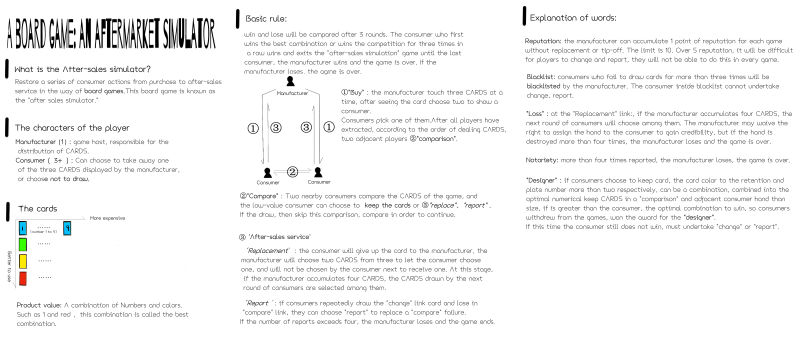 A BOARD GAME: AN AFTERMARKET SIMULATOR
What is the After-sales simulator?
Restore a series of consumer actions from purchase to after-sales
service in the way of board games.This board game is known as
the "after sales simulator."
The characters of the player
Manufacturer (1) : game host, responsible for the
distribution of CARDS.
Consumer ( 3+ ) : Can choose to take away one
of the three CARDS displayed by the manufacturer,
or choose not to draw.
The cards
More expensive
1 ...... 9
(number 1 to 9)
......
......
......
Better to use
Product value: A combination of Numbers and colors.
Such as 1 and red , this combination is called the best
combination.
Basic rule:
win and lose will be compared after 3 rounds. The consumer who first
wins the best combination or wins the competition for three times in
a row wins and exits the "after-sales simulation" game until the last
consumer, the manufacturer wins and the game is over. If the
manufacturer loses, the game is over.
Manufacturer
① ③ ③ ①
②
Consumer Consumer
①"Buy" : the manufacturer touch three CARDS at a
time, after seeing the card choose two to show a
consumer.
Consumers pick one of them.After all players have
extracted, according to the order of dealing CARDS,
two adjacent players ②"comparison".
②"Compare" : Two nearby consumers compare the CARDS of the game, and
the low-value consumer can choose to keep the cards or ③"replace", "report" .
If the draw, then skip this comparison, compare in order to continue.
③ "After-sales service"
"Replacement" : the consumer will give up the card to the manufacturer, the
manufacturer will choose two CARDS from three to let the consumer choose
one, and will not be chosen by the consumer next to receive one. At this stage,
if the manufacturer accumulates four CARDS, the CARDS drawn by the next
round of consumers are selected among them.
"Report" : if consumers repeatedly draw the "change" link card and lose in
"compare" link, they can choose "report" to replace a "compare" failure.
If the number of reports exceeds four, the manufacturer loses and the game ends.
Explanation of words:
Reputation: the manufacturer can accumulate 1 point of reputation for each game
without replacement or tip-off. The limit is 10. Over 5 reputation, it will be difficult
for players to change and report, they will not be able to do this in every game.
Blacklist: consumers who fail to draw cards for more than three times will be
blacklisted by the manufacturer. The consumer inside blacklist cannot undertake
change, report.
"Loss" : at the "Replacement" link, if the manufacturer accumulates four CARDS, the
next round of consumers will choose among them. The manufacturer may waive the
right to assign the hand to the consumer to gain credibility, but if the hand is
destroyed more than four times, the manufacturer loses and the game is over.
Notoriety: more than four times reported, the manufacturer loses, the game is over.
"Designer" : if consumers choose to keep card, the card color to the retention and
plate number more than two respectively, can be a combination, combined into the
optimal numerical keep CARDS in a "comparison" and adjacent consumer hand than
size, if is greater than the consumer, the optimal combination to win, so consumers
withdrew from the games, won the award for the "designer".
If this time the consumer still does not win, must undertake "change" or "report".